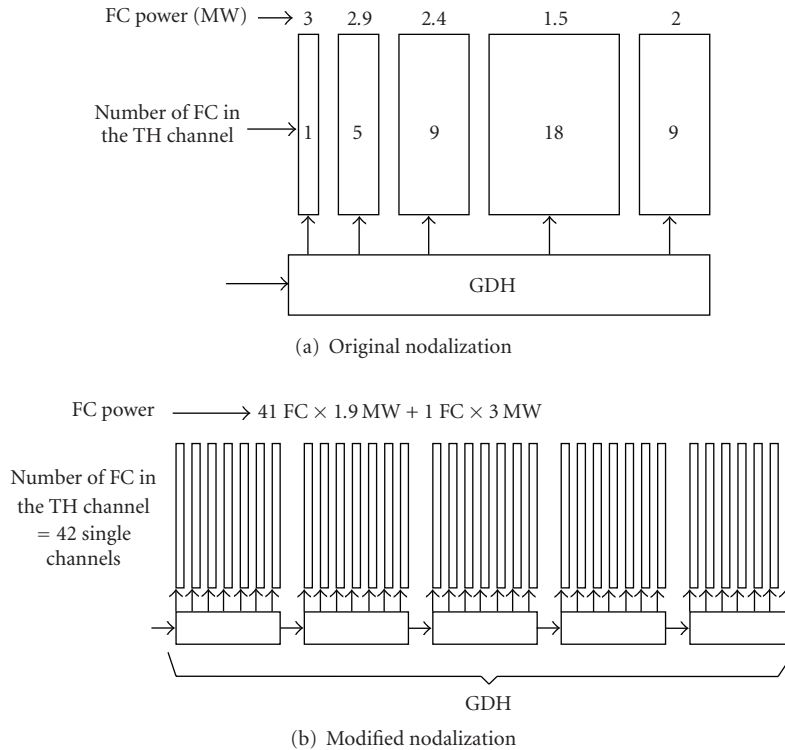 FC power (MW) 3 2.9 2.4 1.5 2
Number of FC in
the TH channel
1 5 9 18 9
GDH
(a) Original nodalization
FC power 41 FC × 1.9 MW + 1 FC × 3 MW
Number of FC in
the TH channel
= 42 single
channels
GDH
(b) Modified nodalization